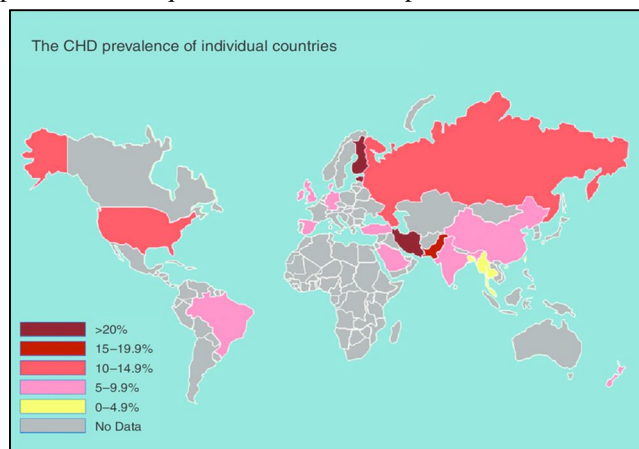 The CHD prevalence of individual countries
>20%
15–19.9%
10–14.9%
5–9.9%
0–4.9%
No Data